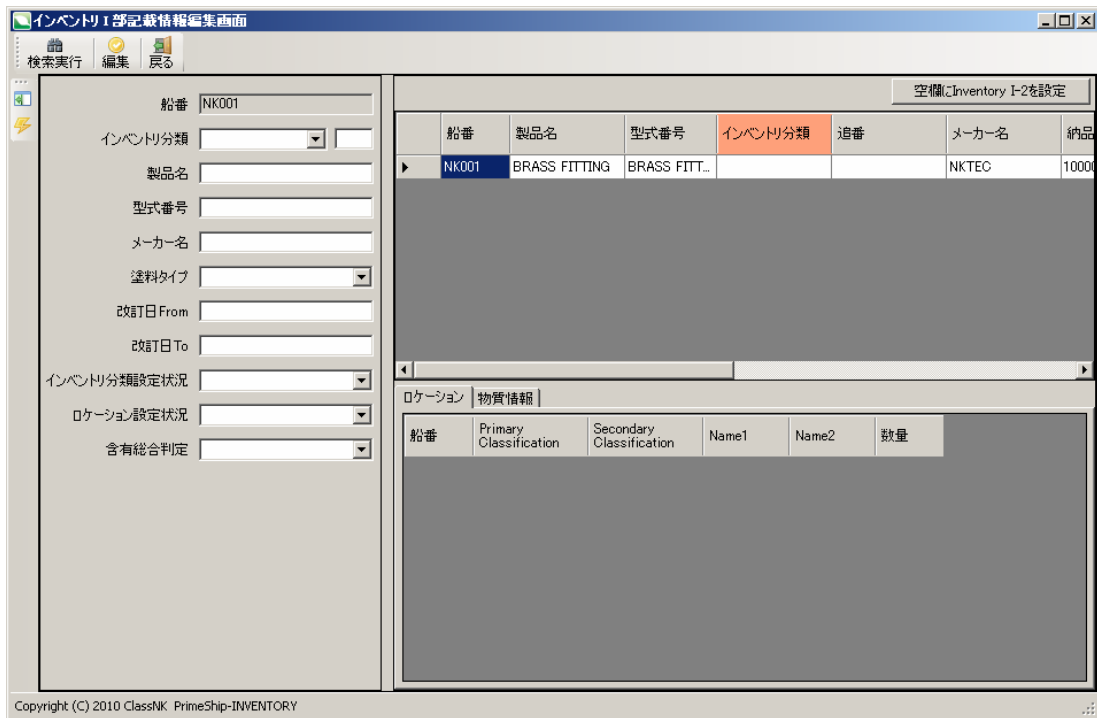 インベントリ I 部記載情報編集画面
検索実行 編集 戻る
船番 NK001
インベントリ分類
製品名
型式番号
メーカー名
塗料タイプ
改訂日From
改訂日To
インベントリ分類設定状況
ロケーション設定状況
含有総合判定
空欄にInventory I-2を設定
船番 製品名 型式番号 インベントリ分類 追番 メーカー名 納品
NK001 BRASS FITTING BRASS FITT... NKTEC 10000
ロケーション 物質情報
船番 Primary Classification Secondary Classification Name1 Name2 数量
Copyright (C) 2010 ClassNK PrimeShip-INVENTORY